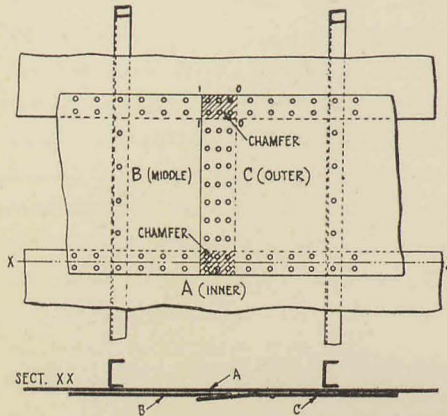 I O
I O
CHAMFER
B (MIDDLE) C (OUTER)
CHAMFER
X
A (INNER)
SECT. XX A
B C